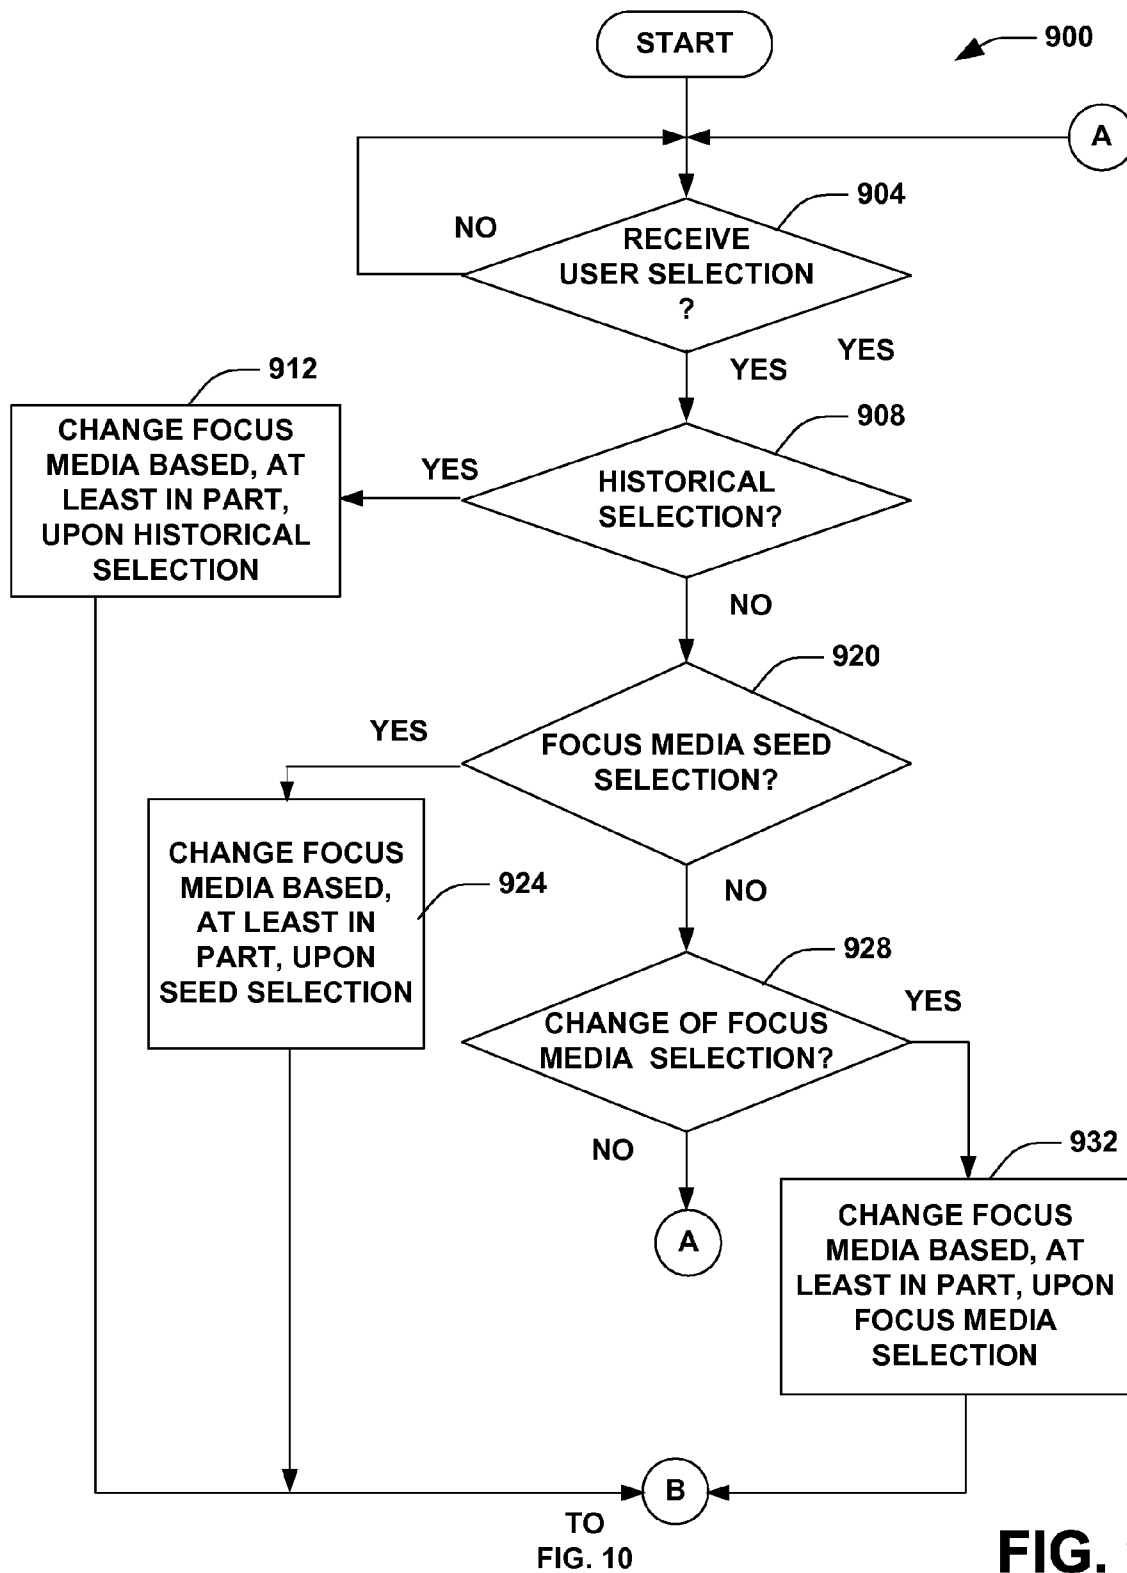 START
900
A
904
NO
RECEIVE
USER SELECTION
?
YES
YES
912
908
CHANGE FOCUS
MEDIA BASED, AT
LEAST IN PART,
UPON HISTORICAL
SELECTION
YES
HISTORICAL
SELECTION?
NO
920
YES
FOCUS MEDIA SEED
SELECTION?
CHANGE FOCUS
MEDIA BASED,
AT LEAST IN
PART, UPON
SEED SELECTION
924
NO
928
YES
CHANGE OF FOCUS
MEDIA SELECTION?
NO
932
A
CHANGE FOCUS
MEDIA BASED, AT
LEAST IN PART, UPON
FOCUS MEDIA
SELECTION
B
TO
FIG. 10
FIG.